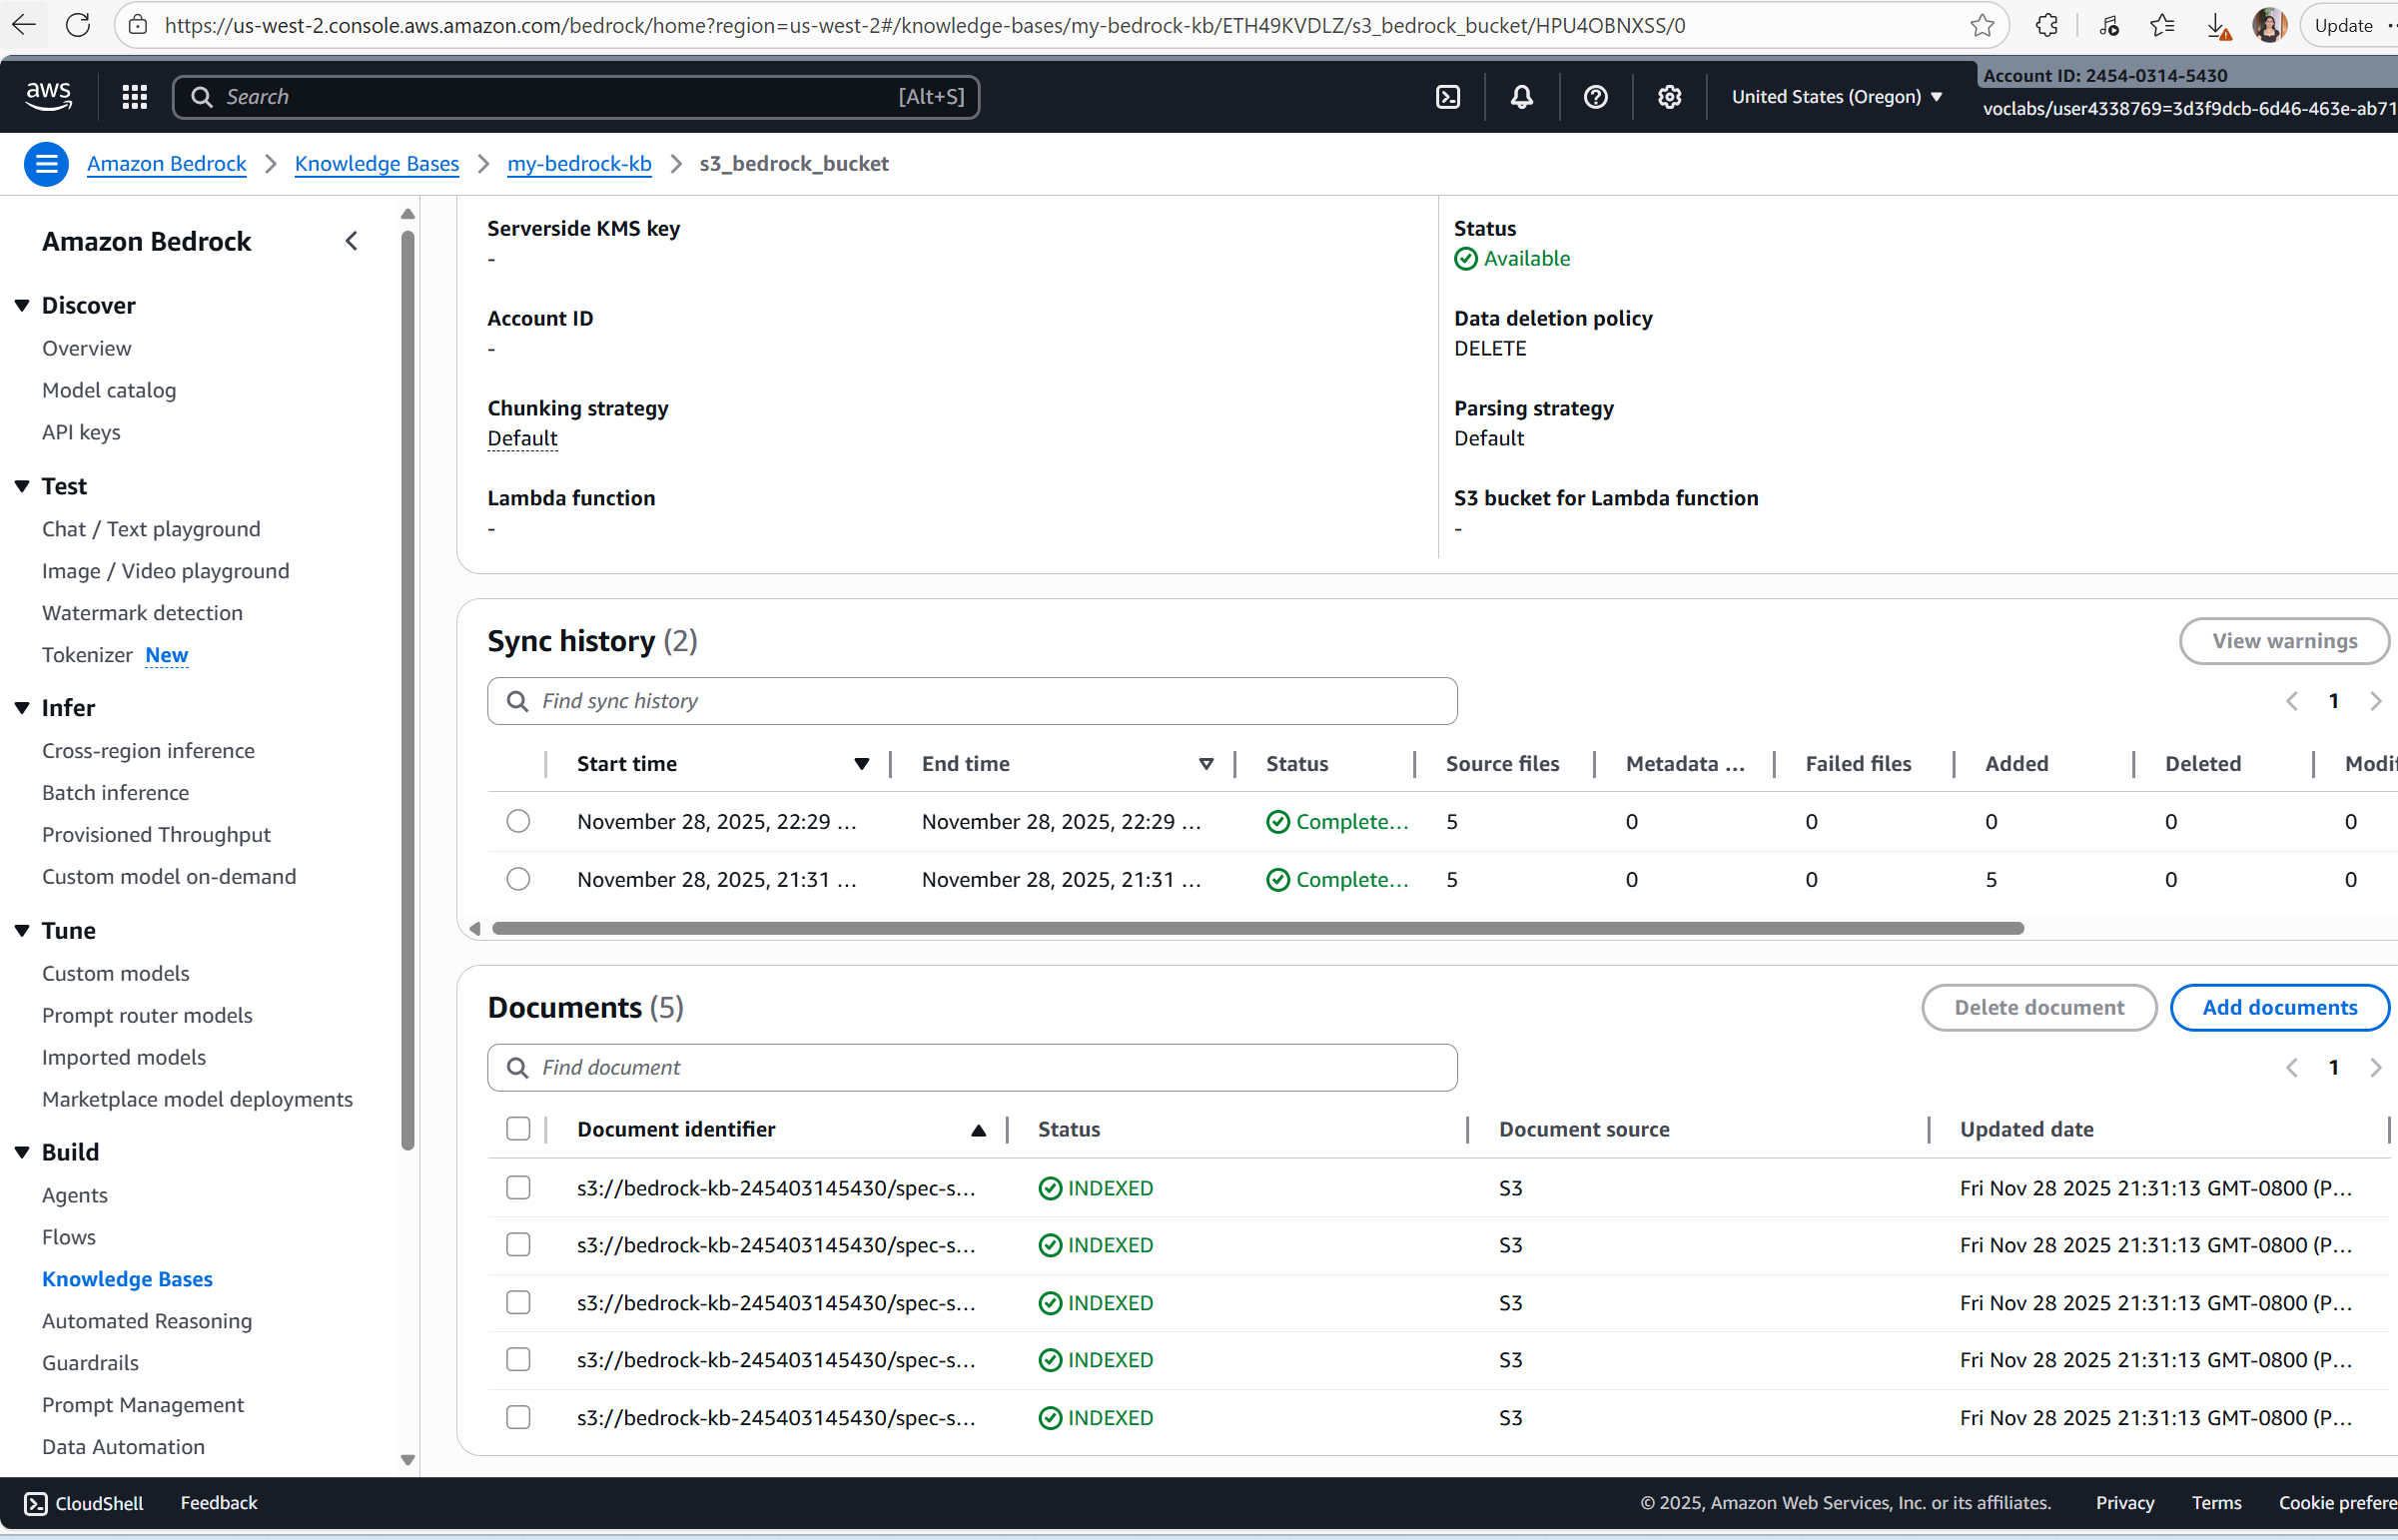 https://us-west-2.console.aws.amazon.com/bedrock/home?region=us-west-2#/knowledge-bases/my-bedrock-kb/ETH49KVDLZ/s3_bedrock_bucket/HPU4OBNXSS/0
Update
aws
Search
[Alt+S]
United States (Oregon)
Account ID: 2454-0314-5430
voclabs/user4338769=3d3f9dcb-6d46-463e-ab71
Amazon Bedrock > Knowledge Bases > my-bedrock-kb > s3_bedrock_bucket
Amazon Bedrock
Discover
Overview
Model catalog
API keys
Test
Chat / Text playground
Image / Video playground
Watermark detection
Tokenizer New
Infer
Cross-region inference
Batch inference
Provisioned Throughput
Custom model on-demand
Tune
Custom models
Prompt router models
Imported models
Marketplace model deployments
Build
Agents
Flows
Knowledge Bases
Automated Reasoning
Guardrails
Prompt Management
Data Automation
Serverside KMS key
-
Status
Available
Account ID
-
Data deletion policy
DELETE
Chunking strategy
Default
Parsing strategy
Default
Lambda function
-
S3 bucket for Lambda function
-
Sync history (2)
View warnings
Find sync history
1
Start time End time Status Source files Metadata ... Failed files Added Deleted Modif
November 28, 2025, 22:29 ... November 28, 2025, 22:29 ... Complete... 5 0 0 0 0 0
November 28, 2025, 21:31 ... November 28, 2025, 21:31 ... Complete... 5 0 0 5 0 0
Documents (5)
Delete document
Add documents
Find document
1
Document identifier Status Document source Updated date
s3://bedrock-kb-245403145430/spec-s... INDEXED S3 Fri Nov 28 2025 21:31:13 GMT-0800 (P...
s3://bedrock-kb-245403145430/spec-s... INDEXED S3 Fri Nov 28 2025 21:31:13 GMT-0800 (P...
s3://bedrock-kb-245403145430/spec-s... INDEXED S3 Fri Nov 28 2025 21:31:13 GMT-0800 (P...
s3://bedrock-kb-245403145430/spec-s... INDEXED S3 Fri Nov 28 2025 21:31:13 GMT-0800 (P...
s3://bedrock-kb-245403145430/spec-s... INDEXED S3 Fri Nov 28 2025 21:31:13 GMT-0800 (P...
CloudShell Feedback
© 2025, Amazon Web Services, Inc. or its affiliates. Privacy Terms Cookie prefere